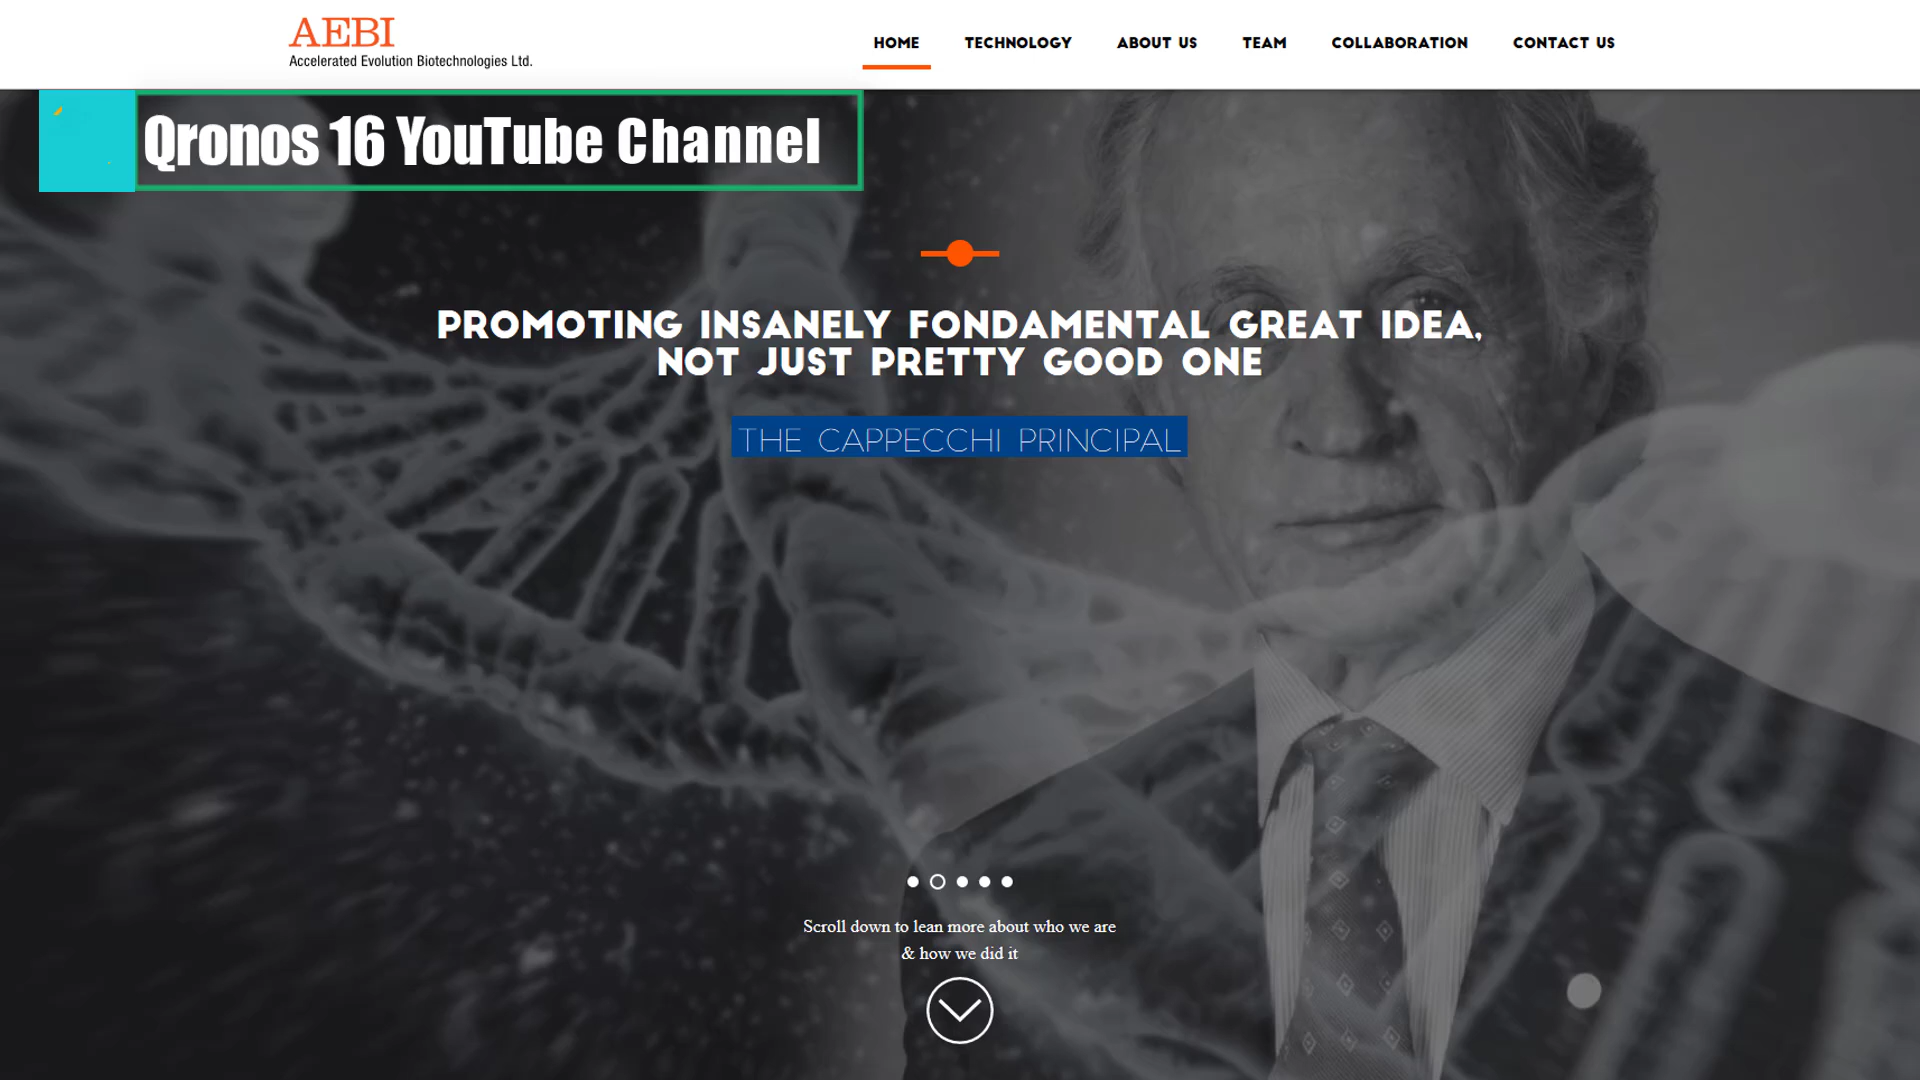 AEBI
Accelerated Evolution Biotechnologies Ltd.
HOME TECHNOLOGY ABOUT US TEAM COLLABORATION CONTACT US
Qronos 16 YouTube Channel
PROMOTING INSANELY FONDAMENTAL GREAT IDEA,
NOT JUST PRETTY GOOD ONE
THE CAPPECCHI PRINCIPAL
Scroll down to lean more about who we are
& how we did it